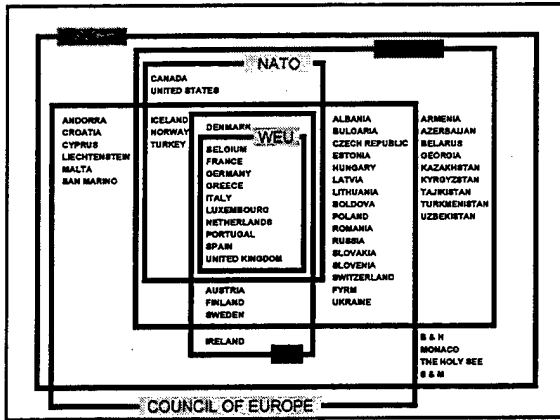 NATO
CANADA
UNITED STATES
ANDORRA
CROATIA
CYPRUS
LIECHTENSTEIN
MALTA
SAN MARINO
ICELAND
NORWAY
TURKEY
DENMARK
WEU
BELGIUM
FRANCE
GERMANY
GREECE
ITALY
LUXEMBOURG
NETHERLANDS
PORTUGAL
SPAIN
UNITED KINGDOM
AUSTRIA
FINLAND
SWEDEN
IRELAND
ALBANIA
BULGARIA
CZECH REPUBLIC
ESTONIA
HUNGARY
LATVIA
LITHUANIA
MOLDOVA
POLAND
ROMANIA
RUSSIA
SLOVAKIA
SLOVENIA
SWITZERLAND
FYRM
UKRAINE
ARMENIA
AZERBAIJAN
BELARUS
GEORGIA
KAZAKHSTAN
KYRGYZSTAN
TAJIKISTAN
TURKMENISTAN
UZBEKISTAN
B & H
MONACO
THE HOLY SEE
S & M
COUNCIL OF EUROPE